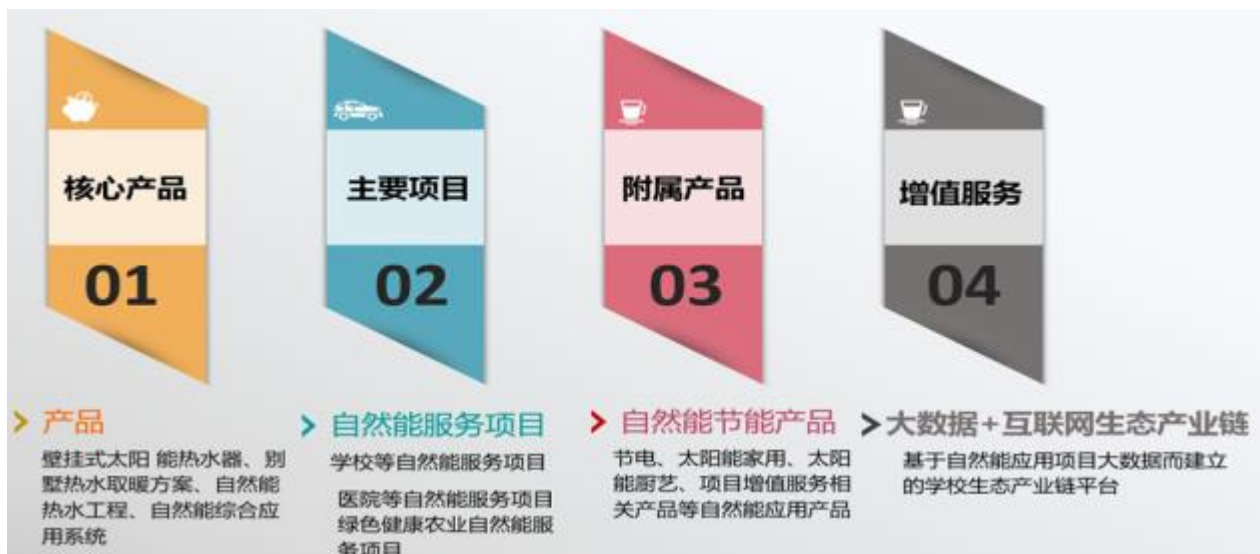 核心产品
01
主要项目
02
附属产品
03
增值服务
04
产品
壁挂式太阳 能热水器、别
墅热水取暖方案、自然能
热水工程、自然能综合应
用系统
自然能服务项目
学校等自然能服务项目
医院等自然能服务项目
绿色健康农业自然能服
务项目
自然能节能产品
节电、太阳能家用、太阳
能厨艺、项目增值服务相
关产品等自然能应用产品
大数据+互联网生态产业链
基于自然能应用项目大数据而建立
的学校生态产业链平台